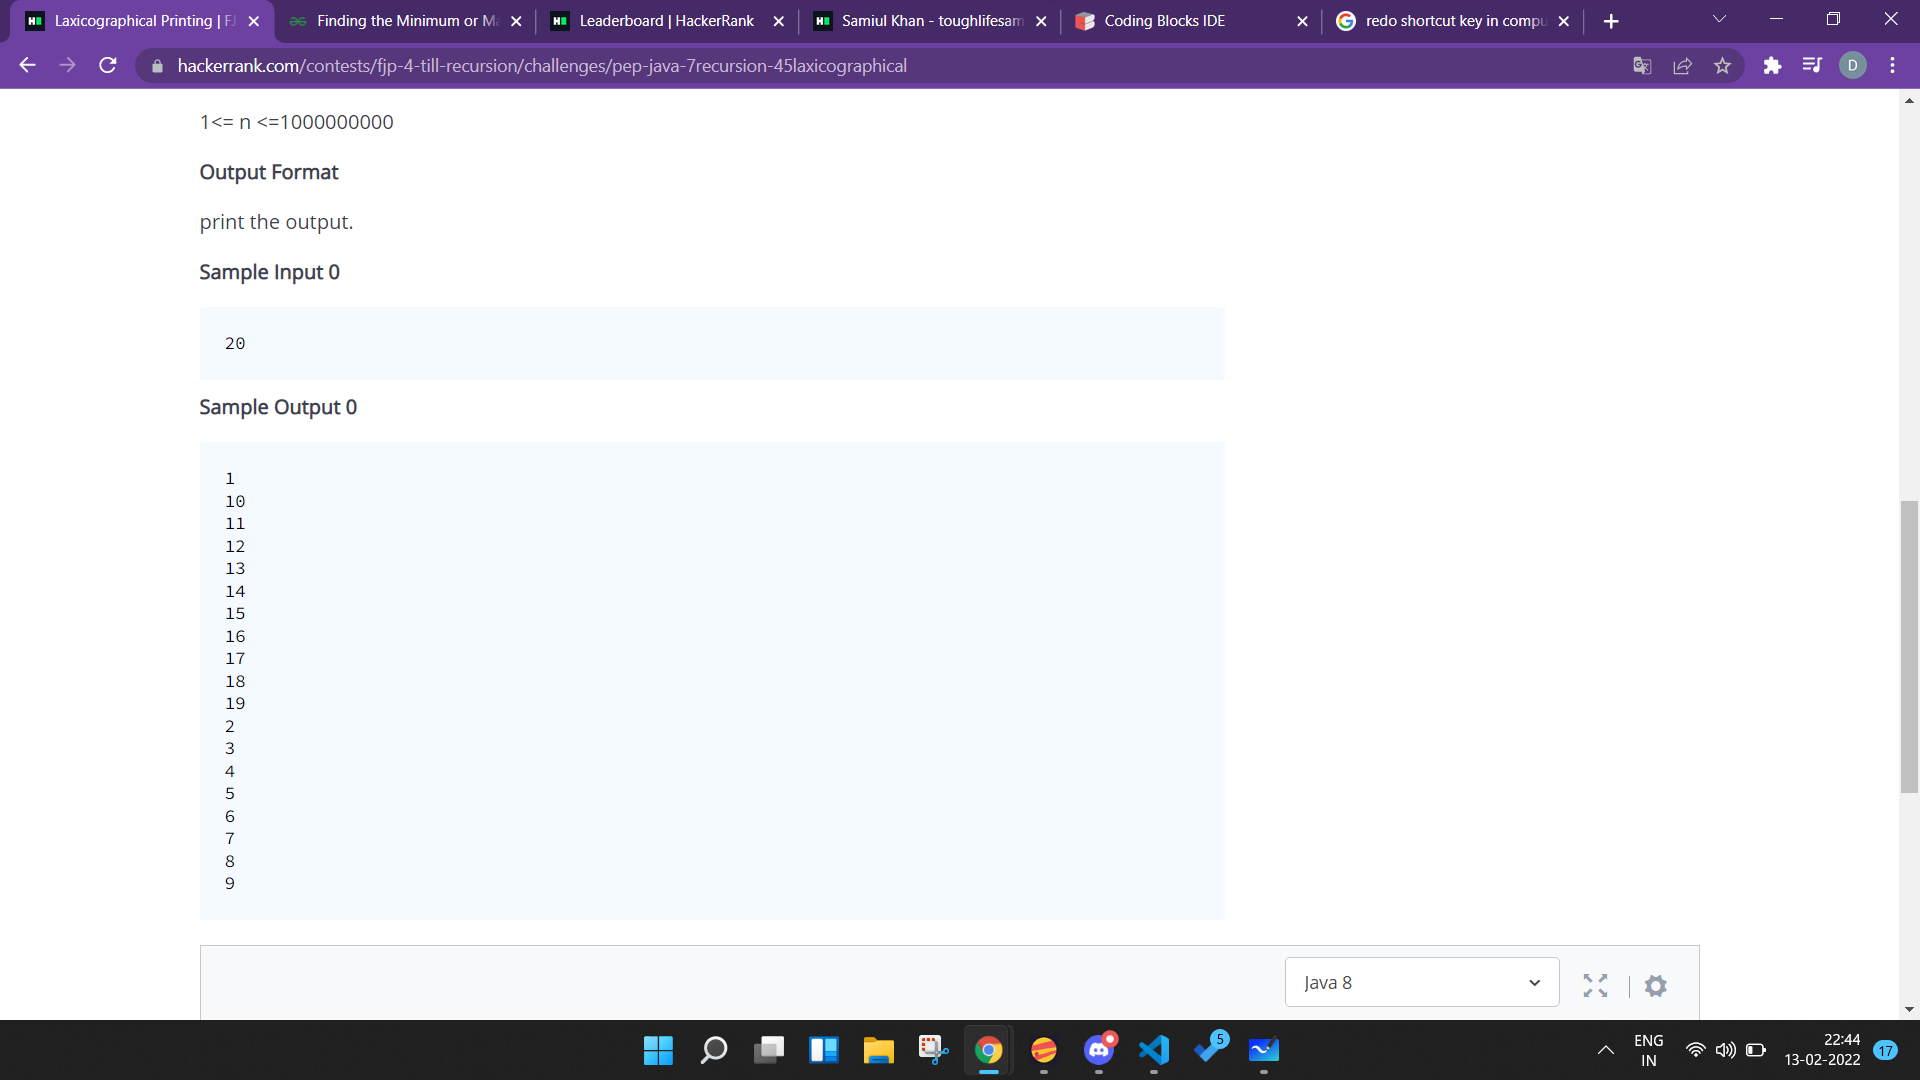 Laxicographical Printing | FJ
Finding the Minimum or Ma
Leaderboard | HackerRank
Samiul Khan - toughlifesam
Coding Blocks IDE
redo shortcut key in compu
hackerrank.com/contests/fjp-4-till-recursion/challenges/pep-java-7recursion-45laxicographical
D
1<= n <=1000000000
Output Format
print the output.
Sample Input 0
20
Sample Output 0
1
10
11
12
13
14
15
16
17
18
19
2
3
4
5
6
7
8
9
Java 8
5
ENG
IN
22:44
13-02-2022
17